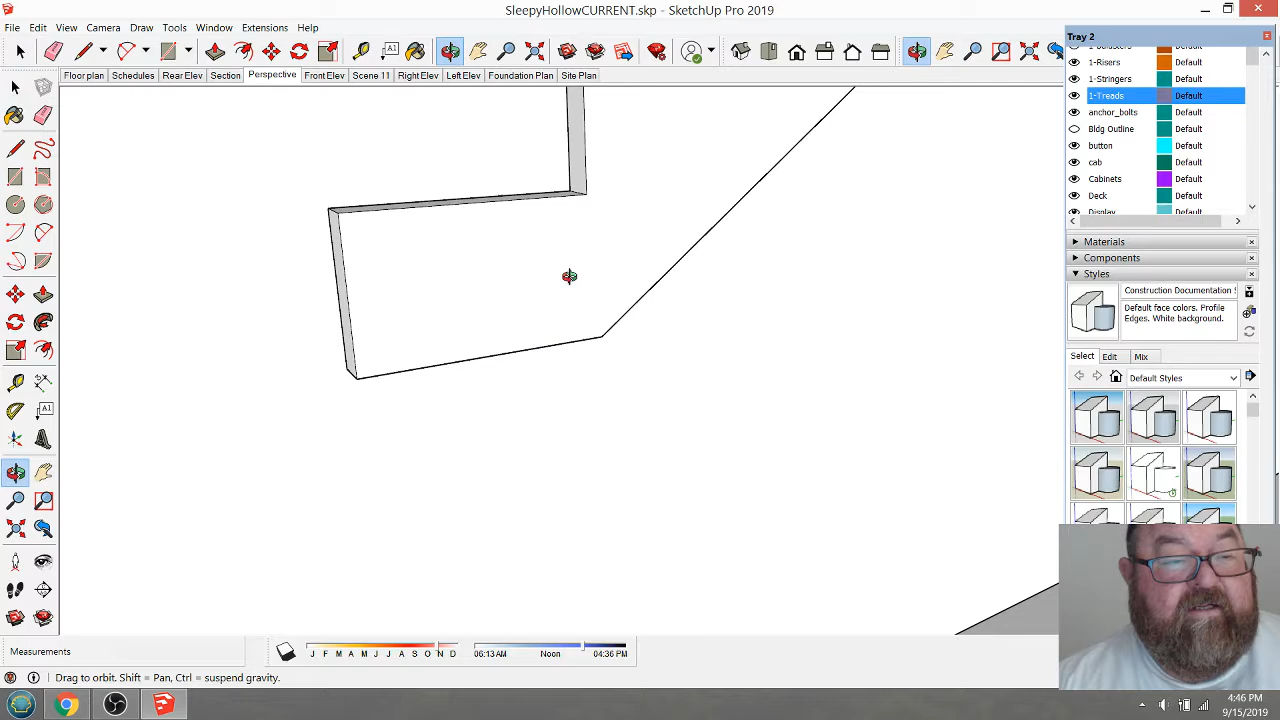 SleepyHollowCURRENT.skp - SketchUp Pro 2019
File Edit View Camera Draw Tools Window Extensions Help
Tray 2
Floor plan Schedules Rear Elev Section Perspective Front Elev Scene 11 Right Elev Left Elev Foundation Plan Site Plan
1-Risers Default
1-Stringers Default
1-Treads Default
anchor_bolts Default
Bldg Outline Default
button Default
cab Default
Cabinets Default
Deck Default
Display Default
Materials
Components
Styles
Construction Documentation S
Default face colors. Profile
Edges. White background.
Select Edit Mix
Default Styles
Measurements
J F M A M J J A S O N D
06:13 AM Noon 04:36 PM
Drag to orbit. Shift = Pan, Ctrl = suspend gravity.
4:46 PM
9/15/2019